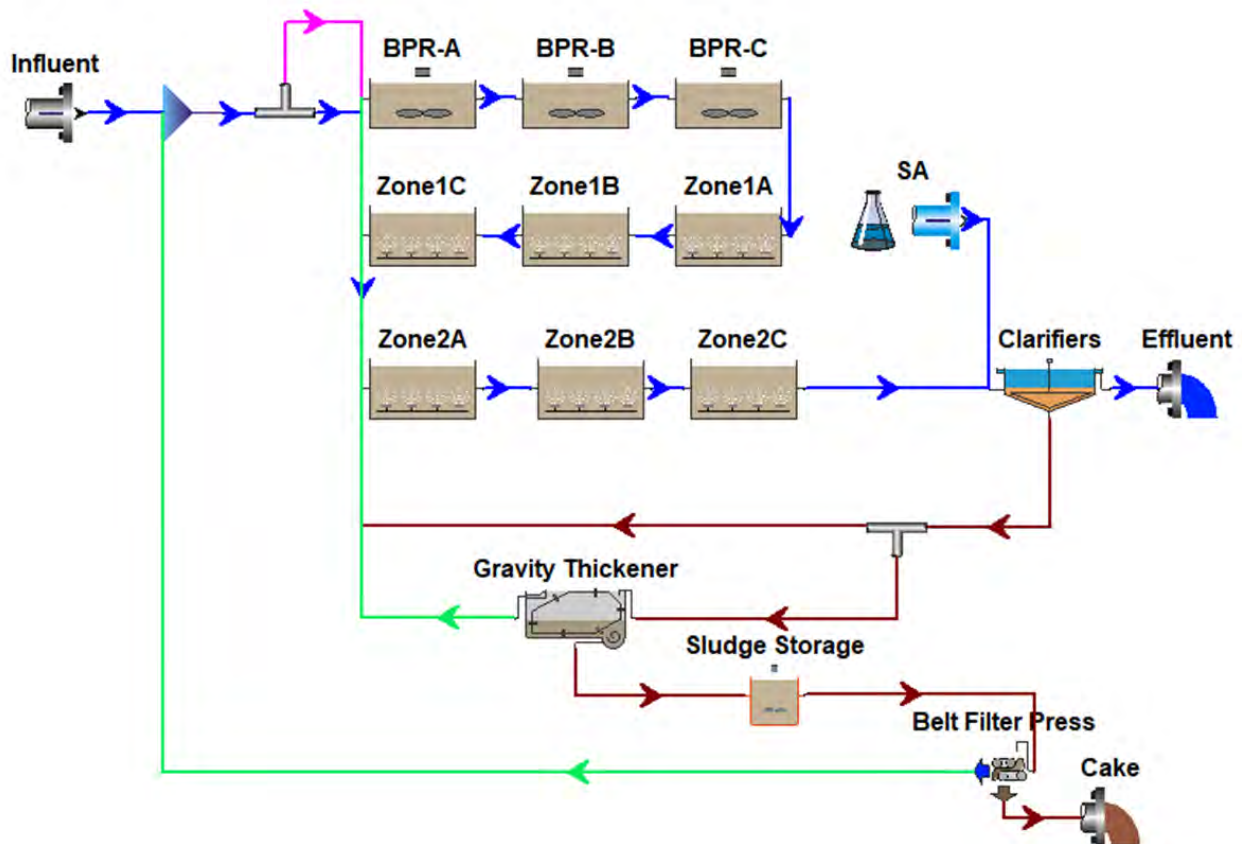 Influent
BPR-A
BPR-B
BPR-C
Zone1C
Zone1B
Zone1A
SA
Zone2A
Zone2B
Zone2C
Clarifiers
Effluent
Gravity Thickener
Sludge Storage
Belt Filter Press
Cake